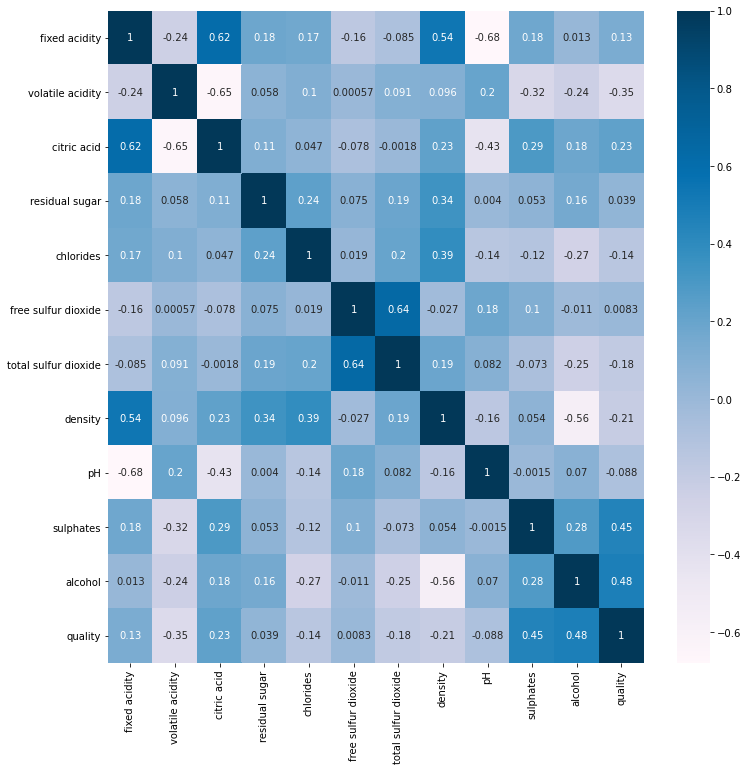 fixed acidity 1 -0.24 0.62 0.18 0.17 -0.16 -0.085 0.54 -0.68 0.18 0.013 0.13
volatile acidity -0.24 1 -0.65 0.058 0.1 0.00057 0.091 0.096 0.2 -0.32 -0.24 -0.35
citric acid 0.62 -0.65 1 0.11 0.047 -0.078 -0.0018 0.23 -0.43 0.29 0.18 0.23
residual sugar 0.18 0.058 0.11 1 0.24 0.075 0.19 0.34 0.004 0.053 0.16 0.039
chlorides 0.17 0.1 0.047 0.24 1 0.019 0.2 0.39 -0.14 -0.12 -0.27 -0.14
free sulfur dioxide -0.16 0.00057 -0.078 0.075 0.019 1 0.64 -0.027 0.18 0.1 -0.011 0.0083
total sulfur dioxide -0.085 0.091 -0.0018 0.19 0.2 0.64 1 0.19 0.082 -0.073 -0.25 -0.18
density 0.54 0.096 0.23 0.34 0.39 -0.027 0.19 1 -0.16 0.054 -0.56 -0.21
pH -0.68 0.2 -0.43 0.004 -0.14 0.18 0.082 -0.16 1 -0.0015 0.07 -0.088
sulphates 0.18 -0.32 0.29 0.053 -0.12 0.1 -0.073 0.054 -0.0015 1 0.28 0.45
alcohol 0.013 -0.24 0.18 0.16 -0.27 -0.011 -0.25 -0.56 0.07 0.28 1 0.48
quality 0.13 -0.35 0.23 0.039 -0.14 0.0083 -0.18 -0.21 -0.088 0.45 0.48 1
fixed acidity
volatile acidity
citric acid
residual sugar
chlorides
free sulfur dioxide
total sulfur dioxide
density
pH
sulphates
alcohol
quality
1.0
0.8
0.6
0.4
0.2
0.0
−0.2
−0.4
−0.6